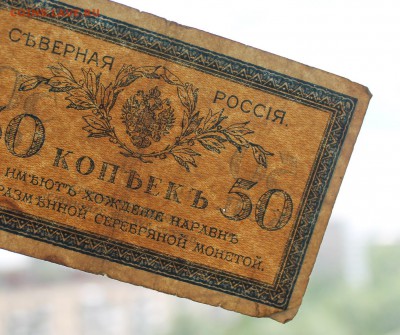 СѢВЕРНАЯ РОССІЯ.
50 КОПѢЕКЪ 50
ИМѢЮТЪ ХОЖДЕНІЕ НАРАВНѢ
РАЗМѢННОЙ СЕРЕБРЯНОЙ МОНЕТОЙ.